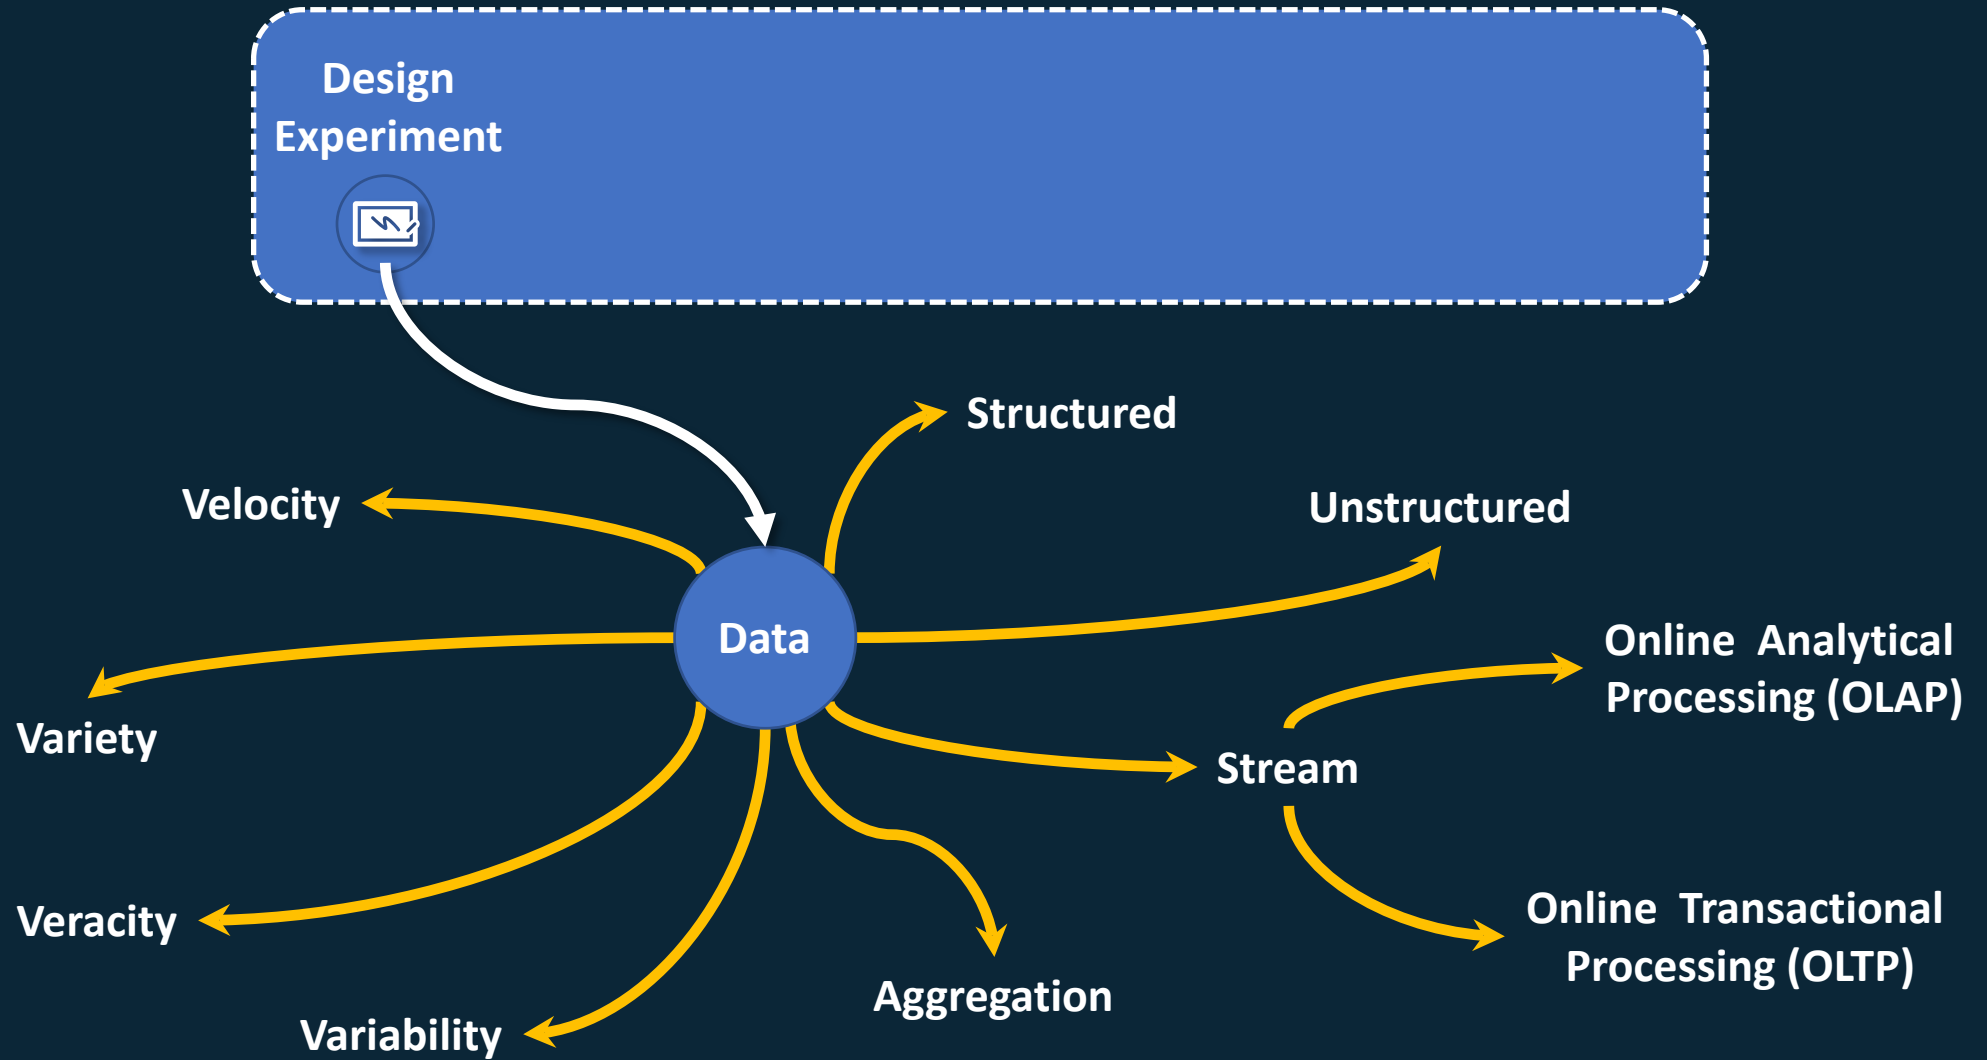 Design
Experiment
Structured
Velocity
Unstructured
Data
Online Analytical
Processing (OLAP)
Variety
Stream
Veracity
Online Transactional
Processing (OLTP)
Aggregation
Variability